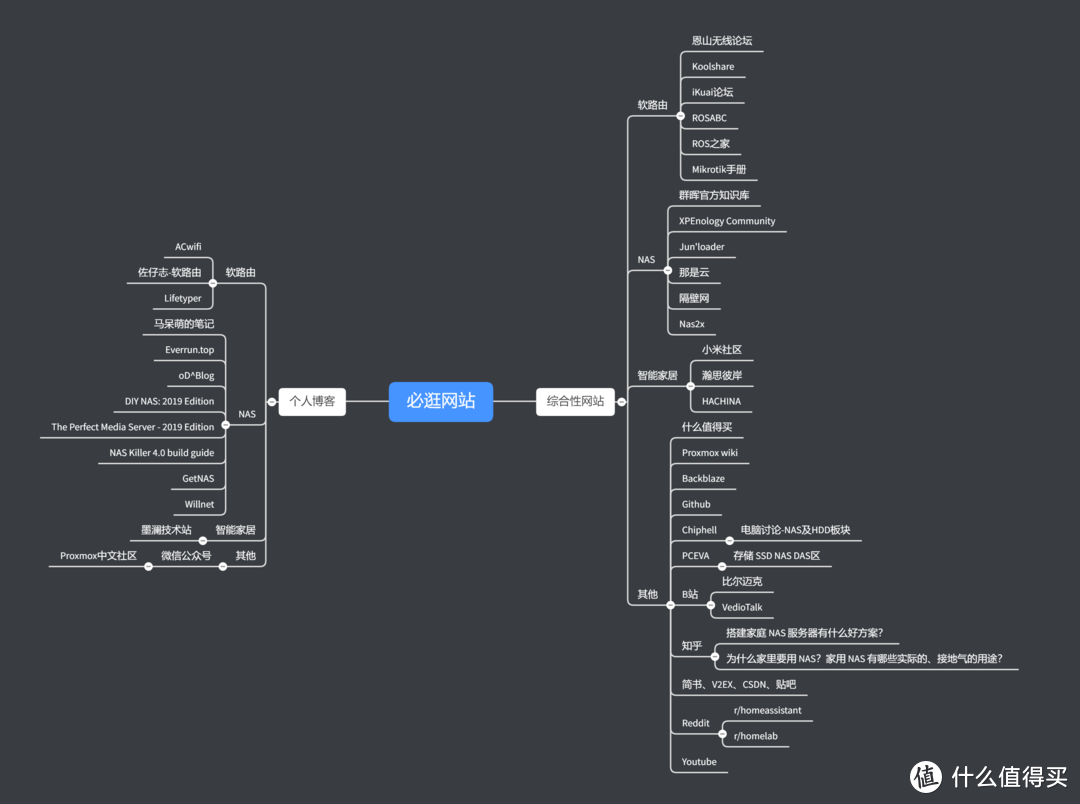 必逛网站
个人博客
软路由
ACwifi
佐仔志-软路由
Lifetyper
NAS
马呆萌的笔记
Everrun.top
oD^Blog
DIY NAS: 2019 Edition
The Perfect Media Server - 2019 Edition
NAS Killer 4.0 build guide
GetNAS
Willnet
智能家居
墨澜技术站
其他
微信公众号
Proxmox中文社区
综合性网站
软路由
恩山无线论坛
Koolshare
iKuai论坛
ROSABC
ROS之家
Mikrotik手册
NAS
群晖官方知识库
XPEnology Community
Jun'loader
那是云
隔壁网
Nas2x
智能家居
小米社区
瀚思彼岸
HACHINA
其他
什么值得买
Proxmox wiki
Backblaze
Github
Chiphell
电脑讨论-NAS及HDD板块
PCEVA
存储 SSD NAS DAS区
B站
比尔迈克
VedioTalk
知乎
搭建家庭 NAS 服务器有什么好方案？
为什么家里要用 NAS？家用 NAS 有哪些实际的、接地气的用途？
简书、V2EX、CSDN、贴吧
Reddit
r/homeassistant
r/homelab
Youtube
值 什么值得买